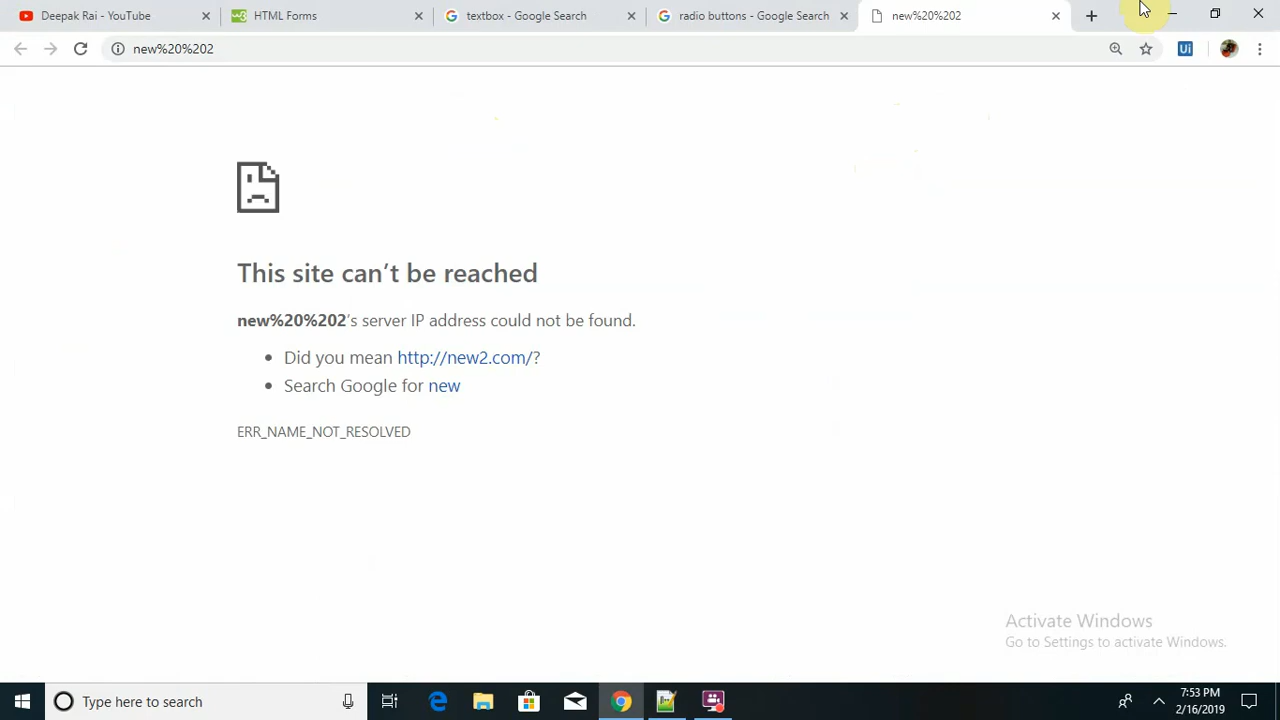 Deepak Rai - YouTube
HTML Forms
textbox - Google Search
radio buttons - Google Search
new%20%202
new%20%202
This site can’t be reached
new%20%202’s server IP address could not be found.
Did you mean http://new2.com/?
Search Google for new
ERR_NAME_NOT_RESOLVED
Activate Windows
Go to Settings to activate Windows.
Type here to search
7:53 PM
2/16/2019